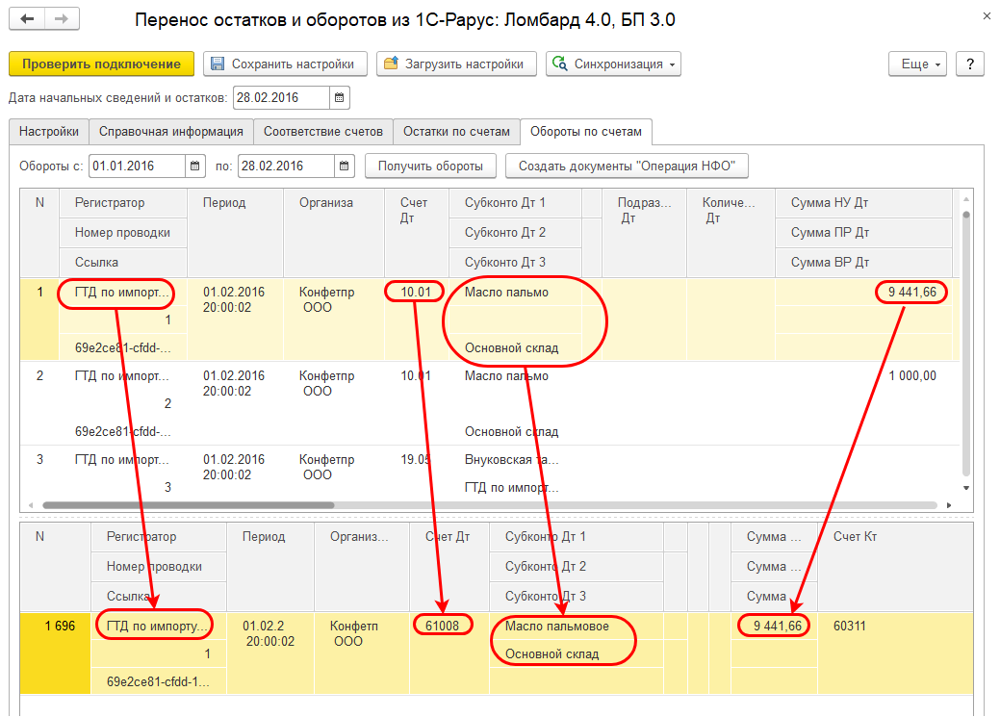 Перенос остатков и оборотов из 1С-Рарус: Ломбард 4.0, БП 3.0
Проверить подключение Сохранить настройки Загрузить настройки Синхронизация Еще ?
Дата начальных сведений и остатков: 28.02.2016
Настройки Справочная информация Соответствие счетов Остатки по счетам Обороты по счетам
Обороты с: 01.01.2016 по: 28.02.2016 Получить обороты Создать документы "Операция НФО"
N Регистратор Период Организа Счет Субконто Дт 1 Подраз... Количе... Сумма НУ Дт
Дт Дт Дт
Номер проводки Субконто Дт 2 Сумма ПР Дт
Ссылка Субконто Дт 3 Сумма ВР Дт
1 ГТД по импорт... 01.02.2016 Конфетпр 10.01 Масло пальмо 9 441,66
20:00:02 ООО
1
69e2ce81-cfdd-... Основной склад
2 ГТД по импорт... 01.02.2016 Конфетпр 10.01 Масло пальмо 1 000,00
20:00:02 ООО
2
69e2ce81-cfdd-... Основной склад
3 ГТД по импорт... 01.02.2016 Конфетпр 19.05 Внуковская та...
20:00:02 ООО
3 ГТД по импорт...
N Регистратор Период Организ... Счет Дт Субконто Дт 1 Сумма ... Счет Кт
Номер проводки Субконто Дт 2 Сумма ...
Ссылка Субконто Дт 3 Сумма
1 696 ГТД по импорту... 01.02.2 Конфетп 61008 Масло пальмовое 9 441,66 60311
20:00:02 ООО
1 Основной склад
69e2ce81-cfdd-1...